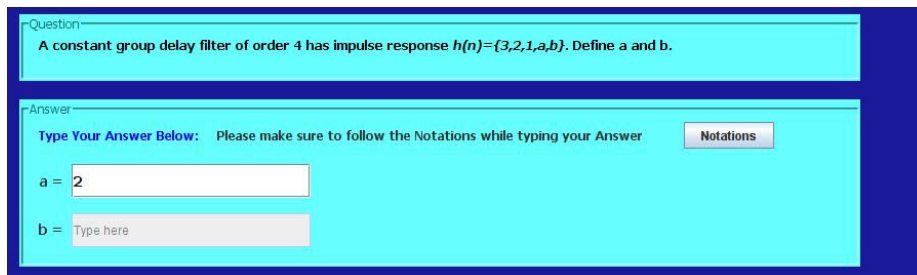 Question
A constant group delay filter of order 4 has impulse response h(n)={3,2,1,a,b}. Define a and b.
Answer
Type Your Answer Below: Please make sure to follow the Notations while typing your Answer Notations
a = 2
b = Type here